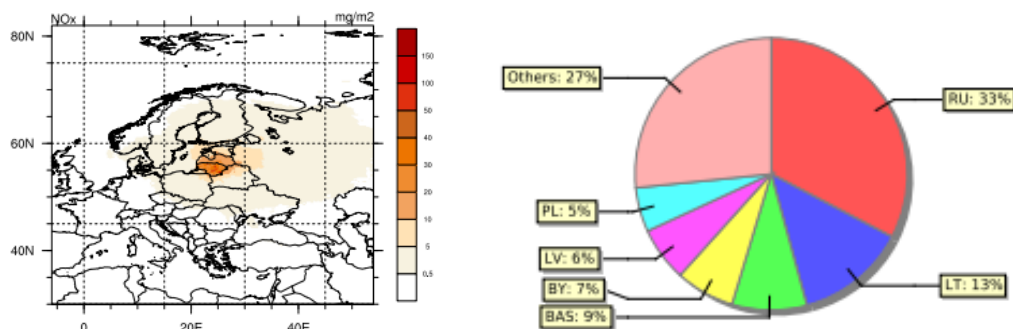 NOx
mg/m2
80N
60N
40N
0
20E
40E
150
100
50
40
30
20
10
5
0.5
Others: 27%
RU: 33%
PL: 5%
LV: 6%
BY: 7%
BAS: 9%
LT: 13%